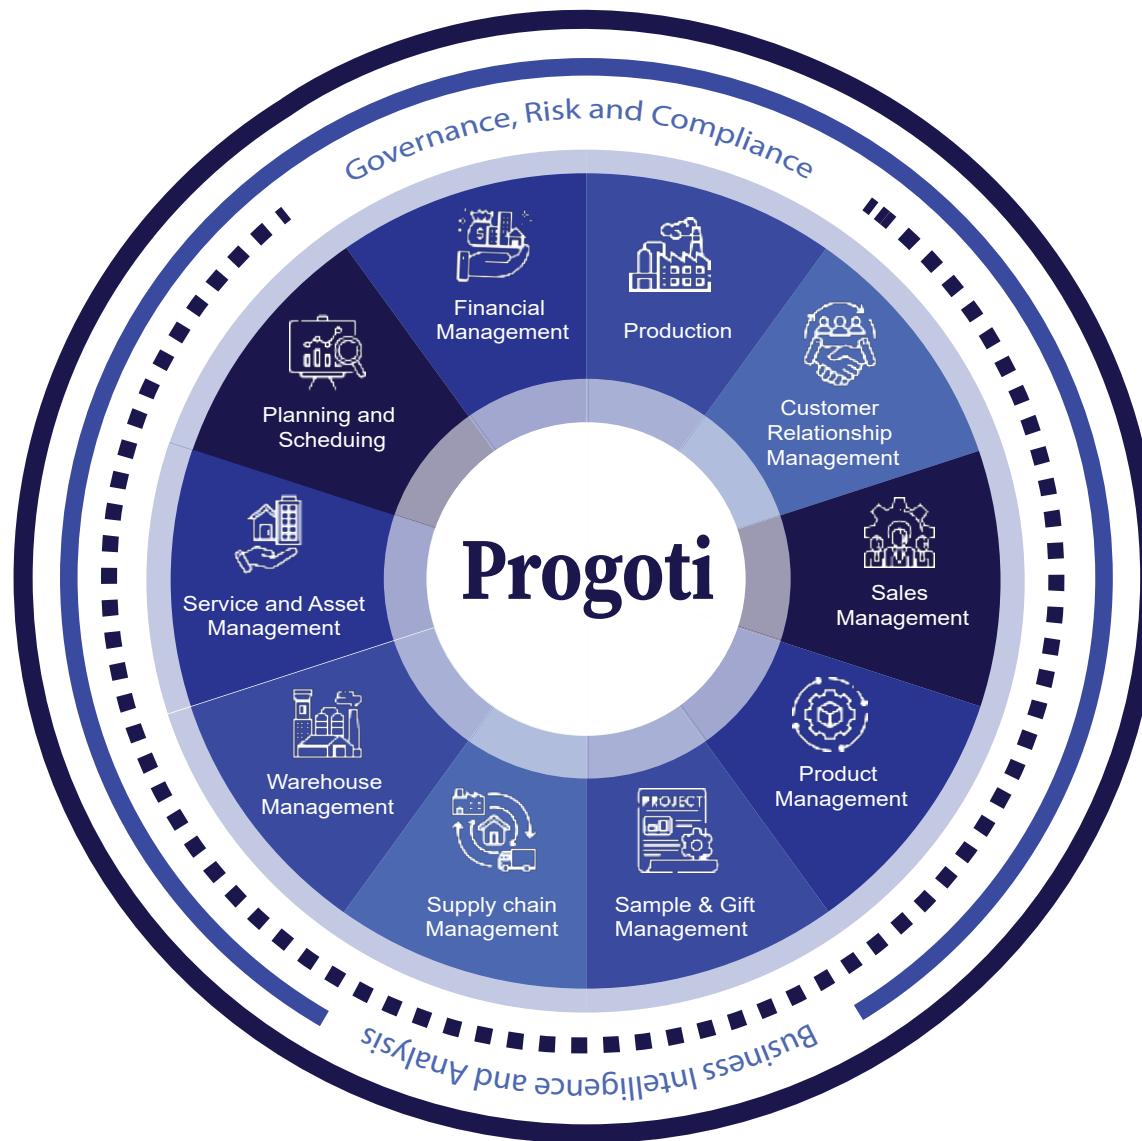 Governance, Risk and Compliance
Financial
Management
Production
Customer
Relationship
Management
Sales
Management
Product
Management
PROJECT
Sample & Gift
Management
Supply chain
Management
Warehouse
Management
Service and Asset
Management
Planning and
Scheduing
Progoti
Business Intelligence and Analysis